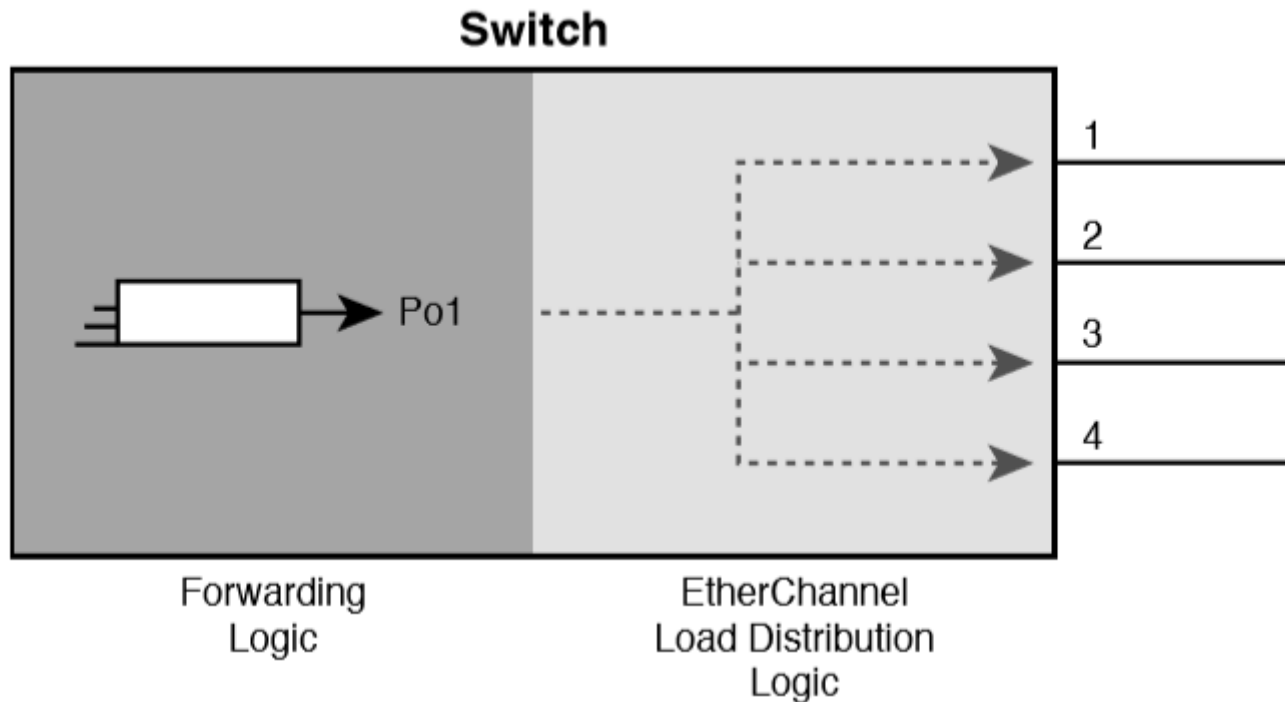 Switch
1
2
3
4
Po1
Forwarding
Logic
EtherChannel
Load Distribution
Logic